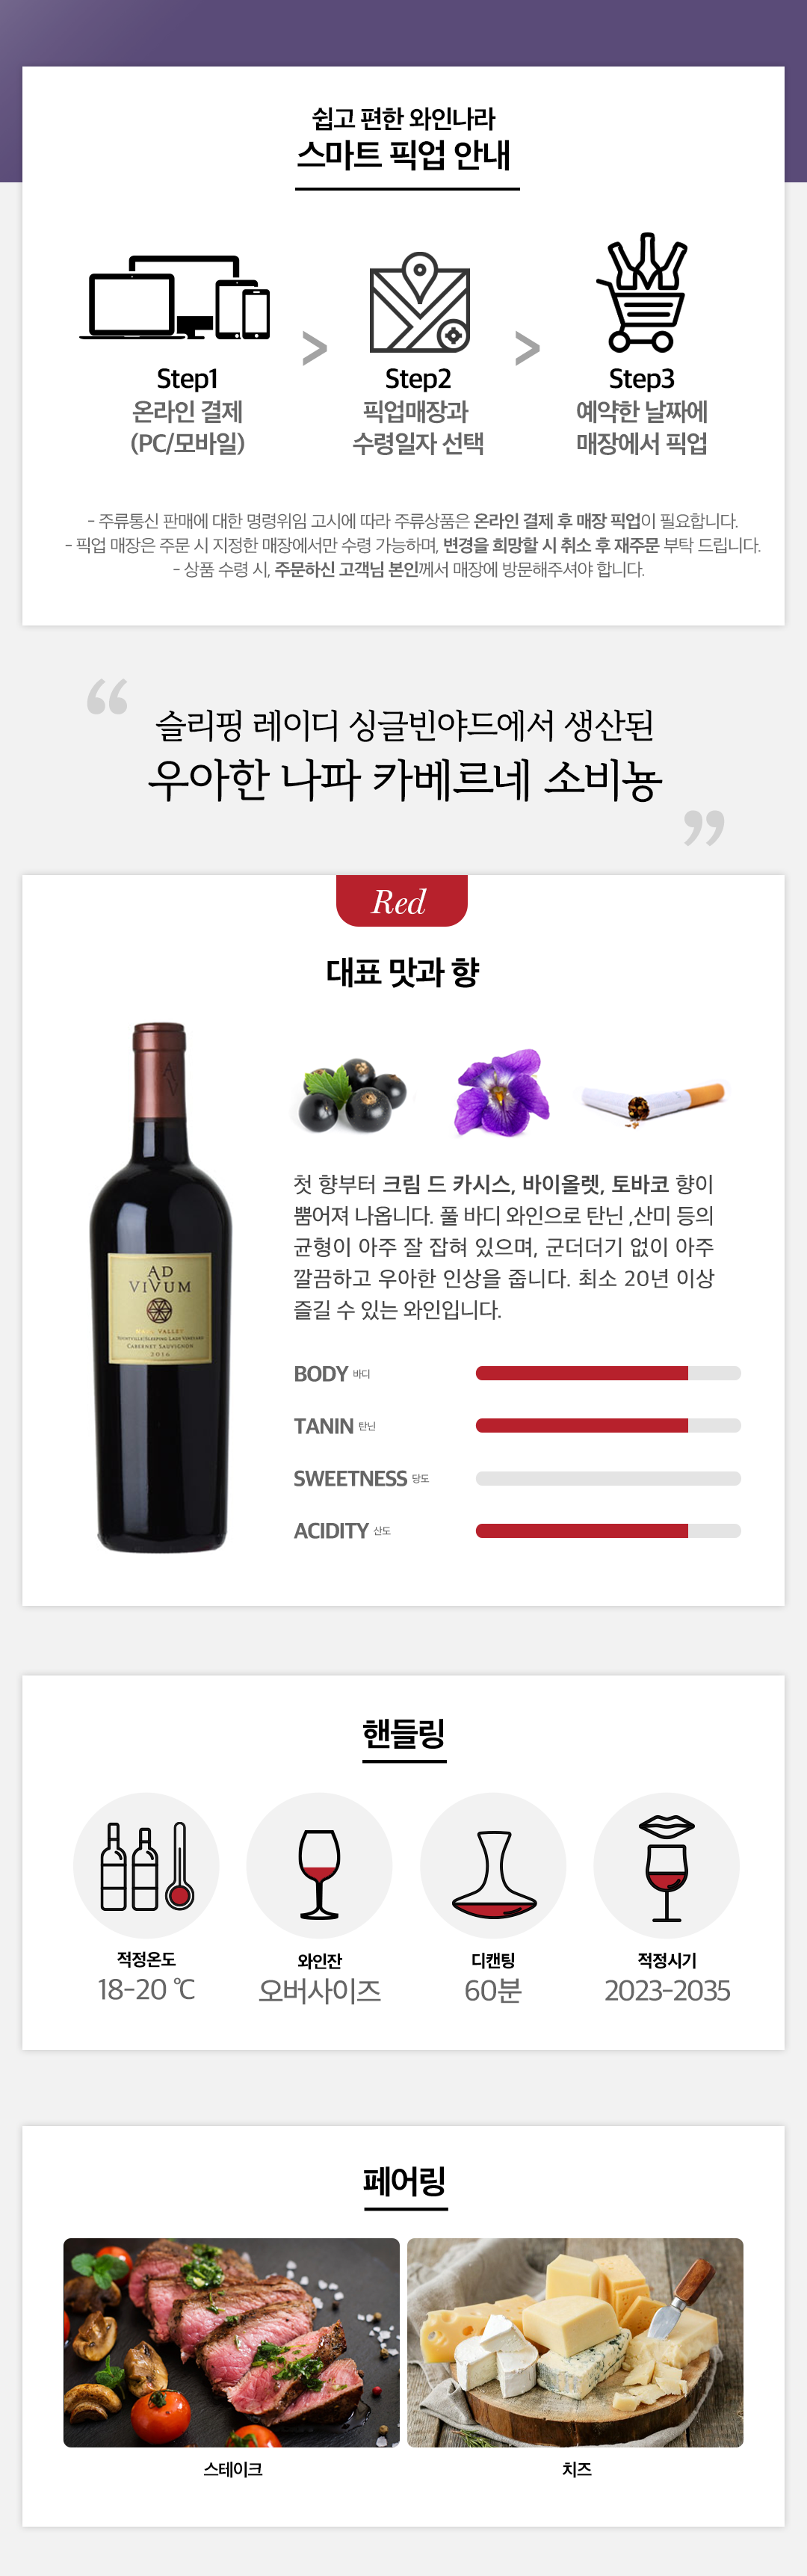 쉽고 편한 와인나라
스마트 픽업 안내
Step1
온라인 결제
(PC/모바일)
>
Step2
픽업매장과
수령일자 선택
>
Step3
예약한 날짜에
매장에서 픽업
- 주류통신 판매에 대한 명령위임 고시에 따라 주류상품은 온라인 결제 후 매장 픽업이 필요합니다.
- 픽업 매장은 주문 시 지정한 매장에서만 수령 가능하며, 변경을 희망할 시 취소 후 재주문 부탁 드립니다.
- 상품 수령 시, 주문하신 고객님 본인께서 매장에 방문해주셔야 합니다.
“
슬리핑 레이디 싱글빈야드에서 생산된
우아한 나파 카베르네 소비뇽
”
Red
대표 맛과 향
AV
AD
VIVUM
NAPA VALLEY
YOUNTVILLE/SLEEPING LADY VINEYARD
CABERNET SAUVIGNON
2016
첫 향부터 크림 드 카시스, 바이올렛, 토바코 향이
뿜어져 나옵니다. 풀 바디 와인으로 탄닌 ,산미 등의
균형이 아주 잘 잡혀 있으며, 군더더기 없이 아주
깔끔하고 우아한 인상을 줍니다. 최소 20년 이상
즐길 수 있는 와인입니다.
BODY 바디
TANIN 탄닌
SWEETNESS 당도
ACIDITY 산도
핸들링
적정온도
18-20 ℃
와인잔
오버사이즈
디캔팅
60분
적정시기
2023-2035
페어링
스테이크
치즈